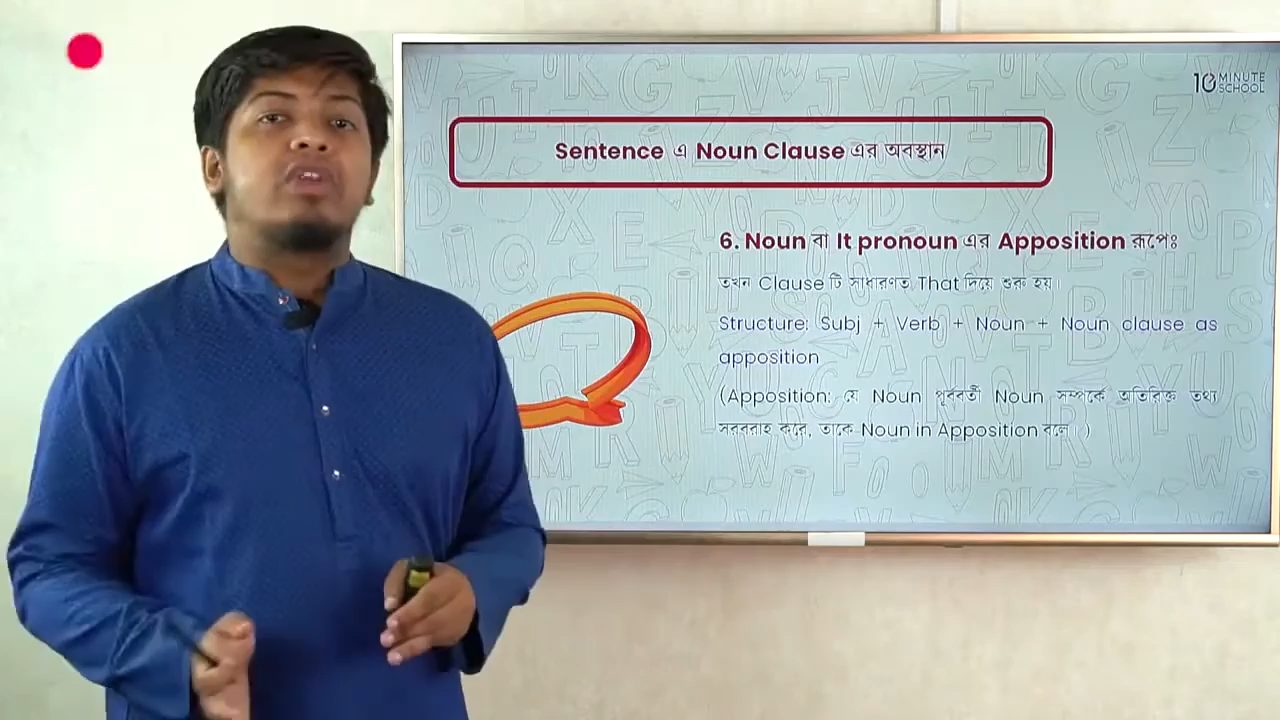 10 MINUTE
SCHOOL
Sentence এ Noun Clause এর অবস্থান
6. Noun বা It pronoun এর Apposition রূপেঃ
তখন Clause টি সাধারণত That দিয়ে শুরু হয়।
Structure: Subj + Verb + Noun + Noun clause as
apposition
(Apposition: যে Noun পূর্ববর্তী Noun সম্পর্কে অতিরিক্ত তথ্য
সরবরাহ করে, তাকে Noun in Apposition বলে।)